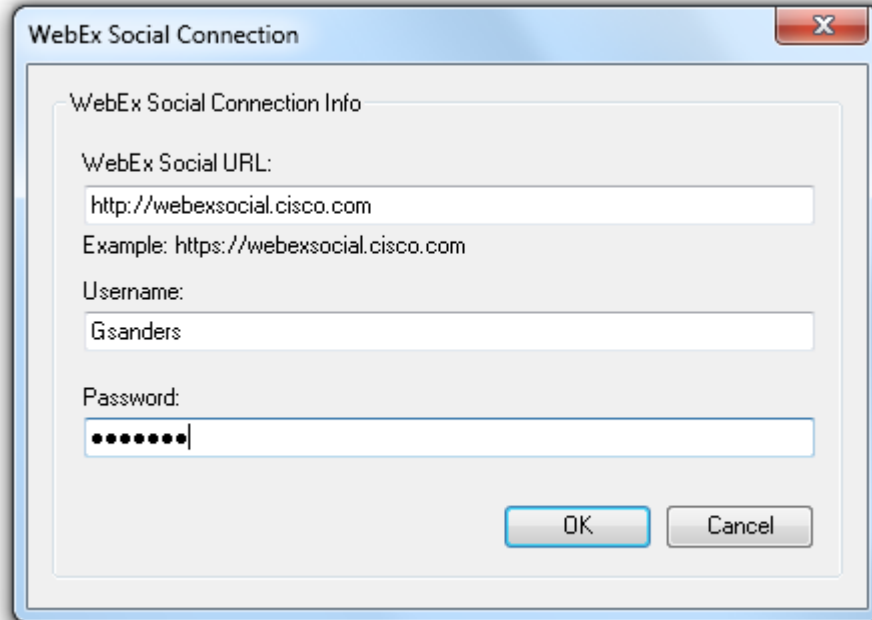 WebEx Social Connection
WebEx Social Connection Info
WebEx Social URL:
http://webexsocial.cisco.com
Example: https://webexsocial.cisco.com
Username:
Gsanders
Password:
●●●●●●●
OK Cancel